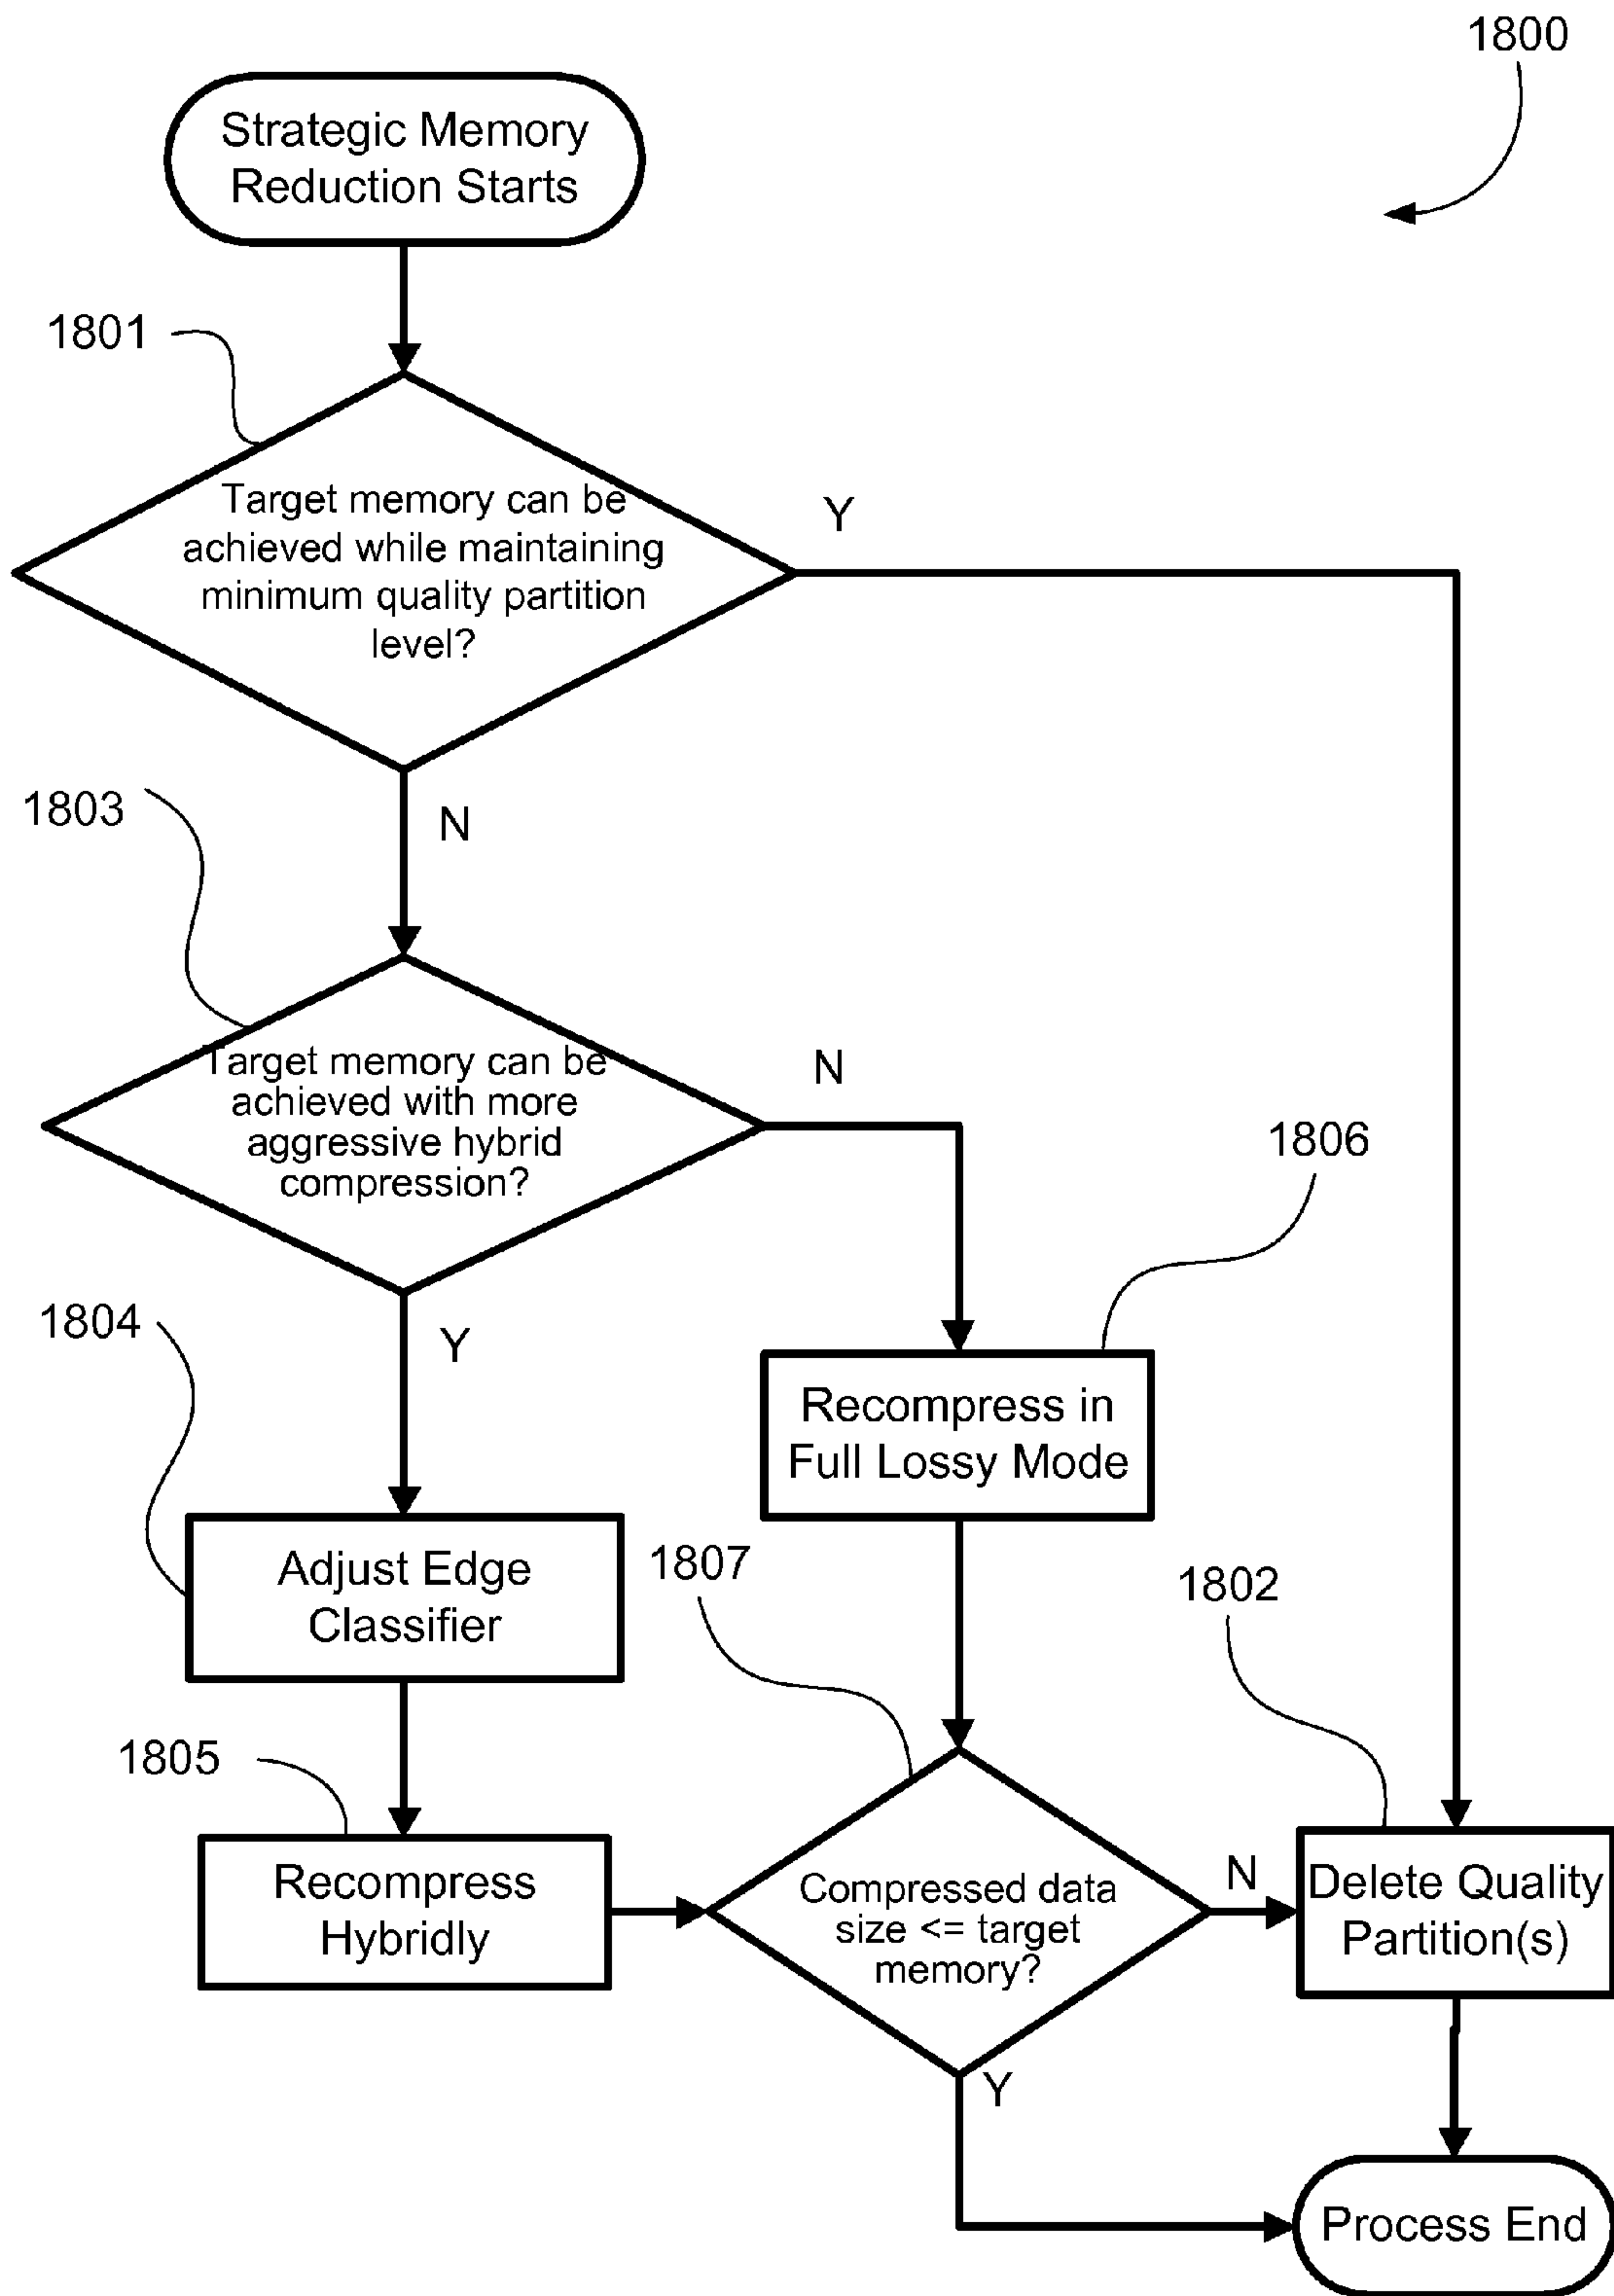 1800
Strategic Memory
Reduction Starts
1801
Target memory can be
achieved while maintaining
minimum quality partition
level?
Y
1803
N
Target memory can be
achieved with more
aggressive hybrid
compression?
N
1806
1804
Y
Recompress in
Full Lossy Mode
Adjust Edge
Classifier
1807
1802
1805
Recompress
Hybridly
Compressed data
size <= target
memory?
N
Delete Quality
Partition(s)
Y
Process End